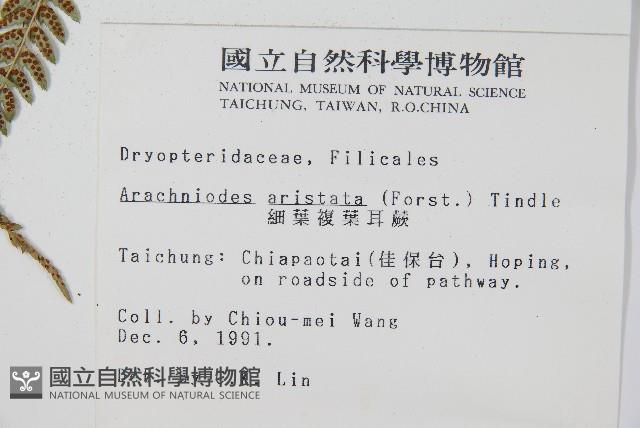 國立自然科學博物館
NATIONAL MUSEUM OF NATURAL SCIENCE
TAICHUNG, TAIWAN, R.O.CHINA
Dryopteridaceae, Filicales
Arachniodes aristata (Forst.) Tindle
細葉複葉耳蕨
Taichung: Chiapaotai(佳保台), Hoping,
on roadside of pathway.
Coll. by Chiou-mei Wang
Dec. 6, 1991.
Lin
國立自然科學博物館
NATIONAL MUSEUM OF NATURAL SCIENCE